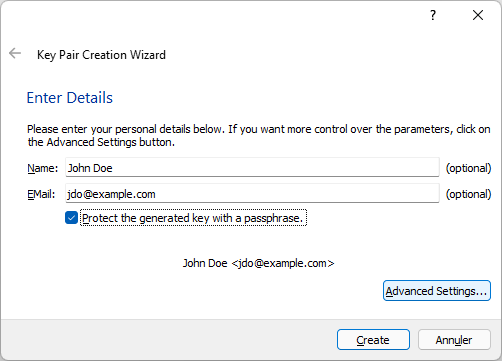 ?
Key Pair Creation Wizard
Enter Details
Please enter your personal details below. If you want more control over the parameters, click on
the Advanced Settings button.
Name: John Doe (optional)
EMail: jdo@example.com (optional)
Protect the generated key with a passphrase.
John Doe <jdo@example.com>
Advanced Settings...
Create Annuler